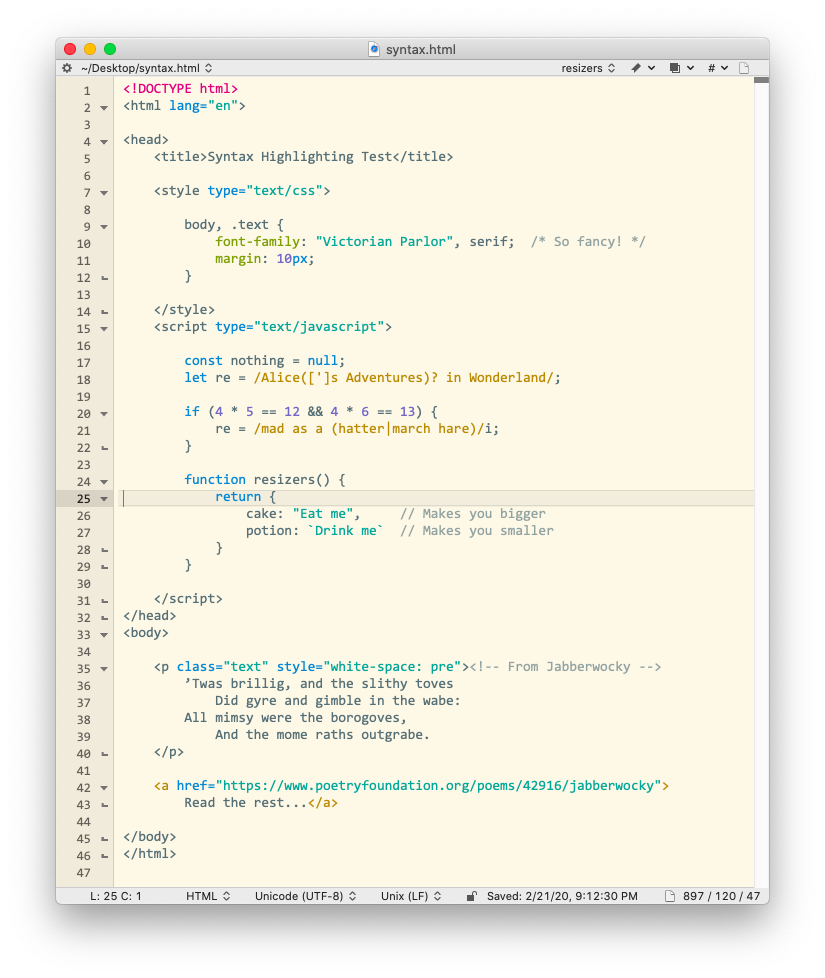 syntax.html
~/Desktop/syntax.html resizers #
1 <!DOCTYPE html>
2 <html lang="en">
3
4 <head>
5     <title>Syntax Highlighting Test</title>
6
7     <style type="text/css">
8
9         body, .text {
10             font-family: "Victorian Parlor", serif;  /* So fancy! */
11             margin: 10px;
12         }
13
14     </style>
15     <script type="text/javascript">
16
17         const nothing = null;
18         let re = /Alice([']s Adventures)? in Wonderland/;
19
20         if (4 * 5 == 12 && 4 * 6 == 13) {
21             re = /mad as a (hatter|march hare)/i;
22         }
23
24         function resizers() {
25             return {
26                 cake: "Eat me",     // Makes you bigger
27                 potion: `Drink me`  // Makes you smaller
28             }
29         }
30
31     </script>
32 </head>
33 <body>
34
35     <p class="text" style="white-space: pre"><!-- From Jabberwocky -->
36         ’Twas brillig, and the slithy toves
37             Did gyre and gimble in the wabe:
38         All mimsy were the borogoves,
39             And the mome raths outgrabe.
40     </p>
41
42     <a href="https://www.poetryfoundation.org/poems/42916/jabberwocky">
43         Read the rest...</a>
44
45 </body>
46 </html>
47
L: 25 C: 1 HTML Unicode (UTF-8) Unix (LF) Saved: 2/21/20, 9:12:30 PM 897 / 120 / 47